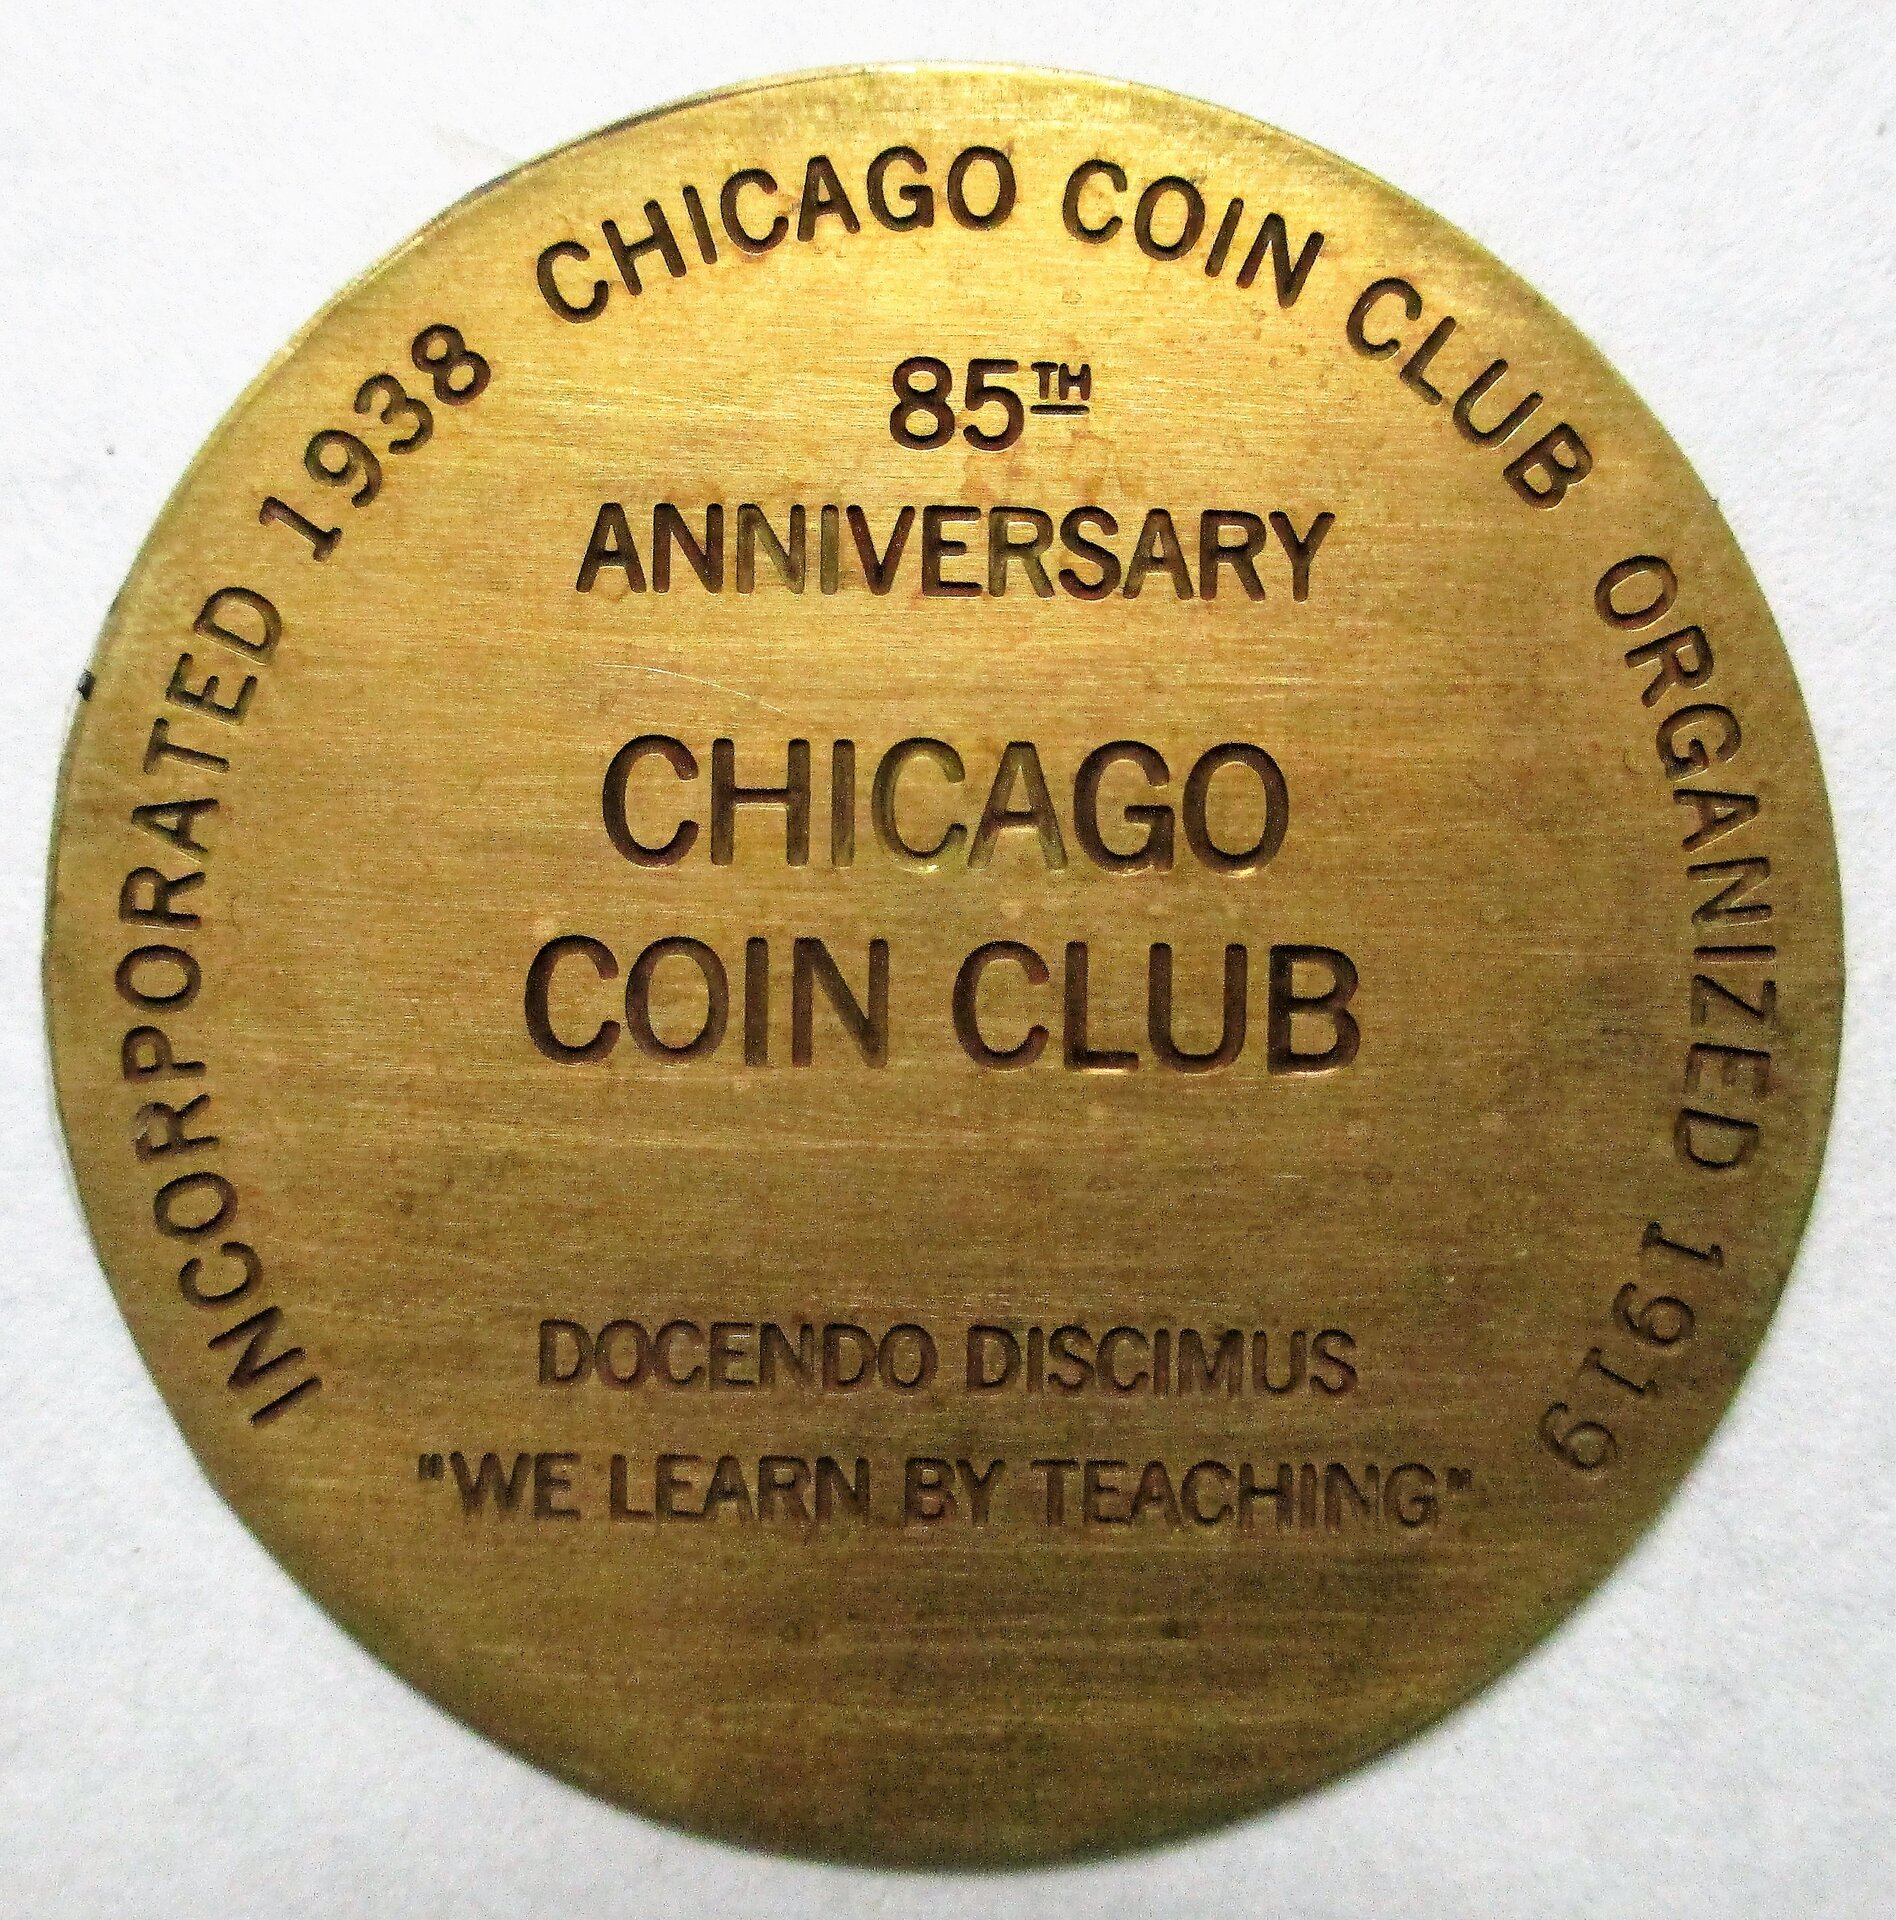 INCORPORATED 1938 CHICAGO COIN CLUB ORGANIZED 1919
85TH
ANNIVERSARY
CHICAGO
COIN CLUB
DOCENDO DISCIMUS
"WE LEARN BY TEACHING"